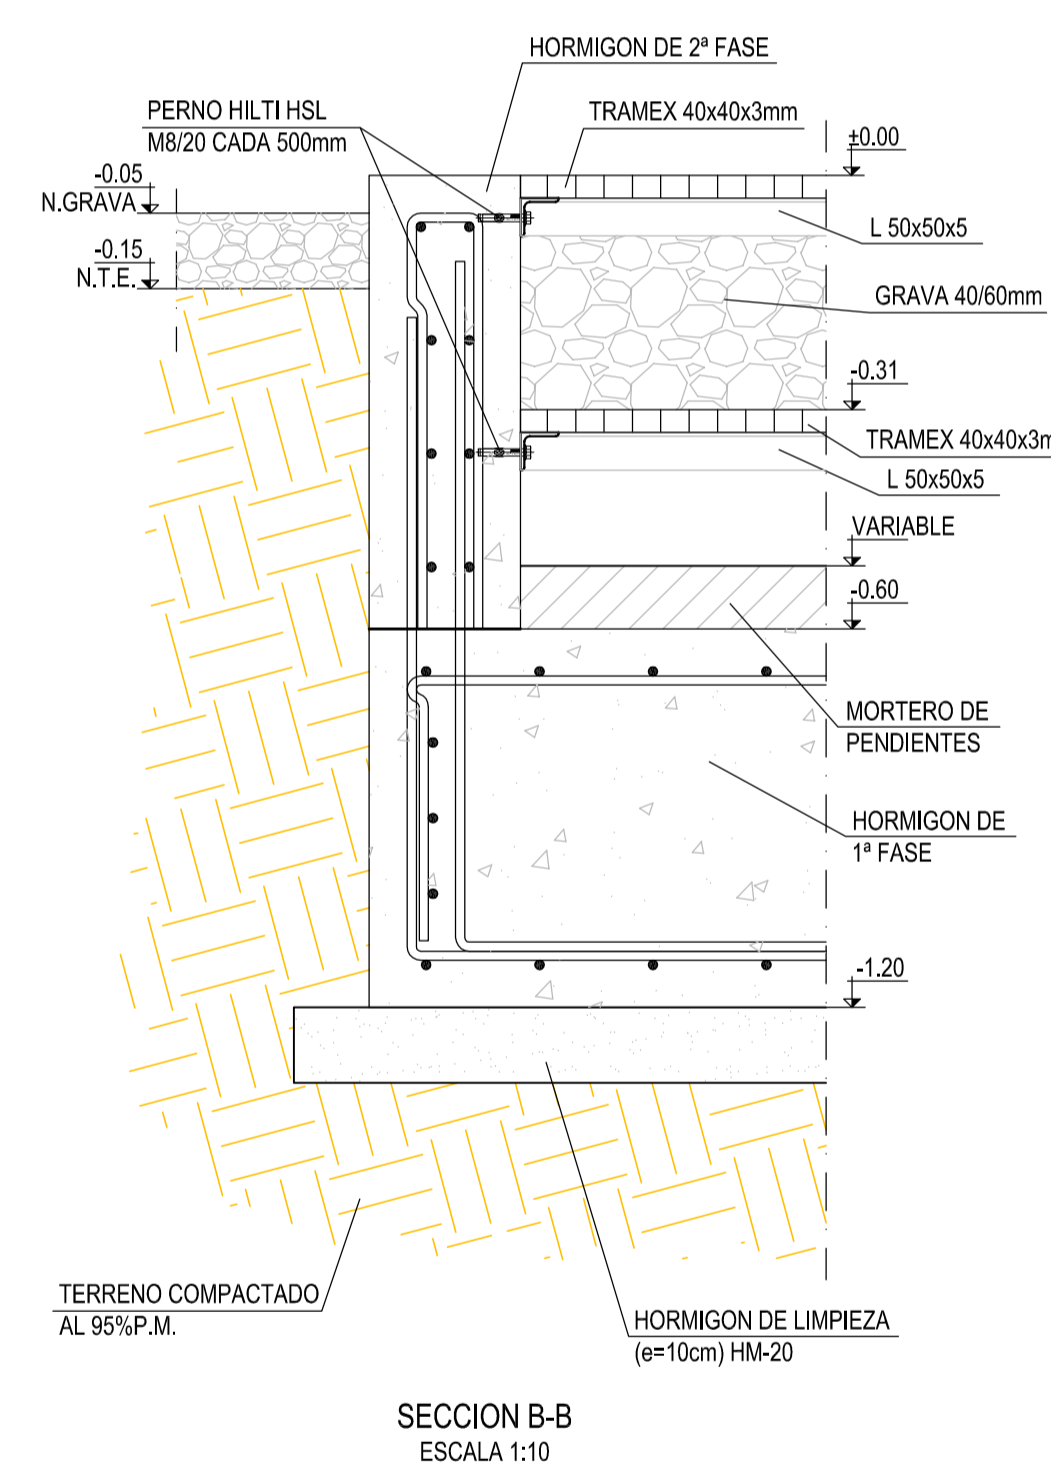 HORMIGON DE 2ª FASE
PERNO HILTI HSL
M8/20 CADA 500mm
TRAMEX 40x40x3mm
±0.00
-0.05
N.GRAVA
L 50x50x5
-0.15
N.T.E.
GRAVA 40/60mm
-0.31
TRAMEX 40x40x3m
L 50x50x5
VARIABLE
-0.60
MORTERO DE
PENDIENTES
HORMIGON DE
1ª FASE
-1.20
TERRENO COMPACTADO
AL 95%P.M.
HORMIGON DE LIMPIEZA
(e=10cm) HM-20
SECCION B-B
ESCALA 1:10